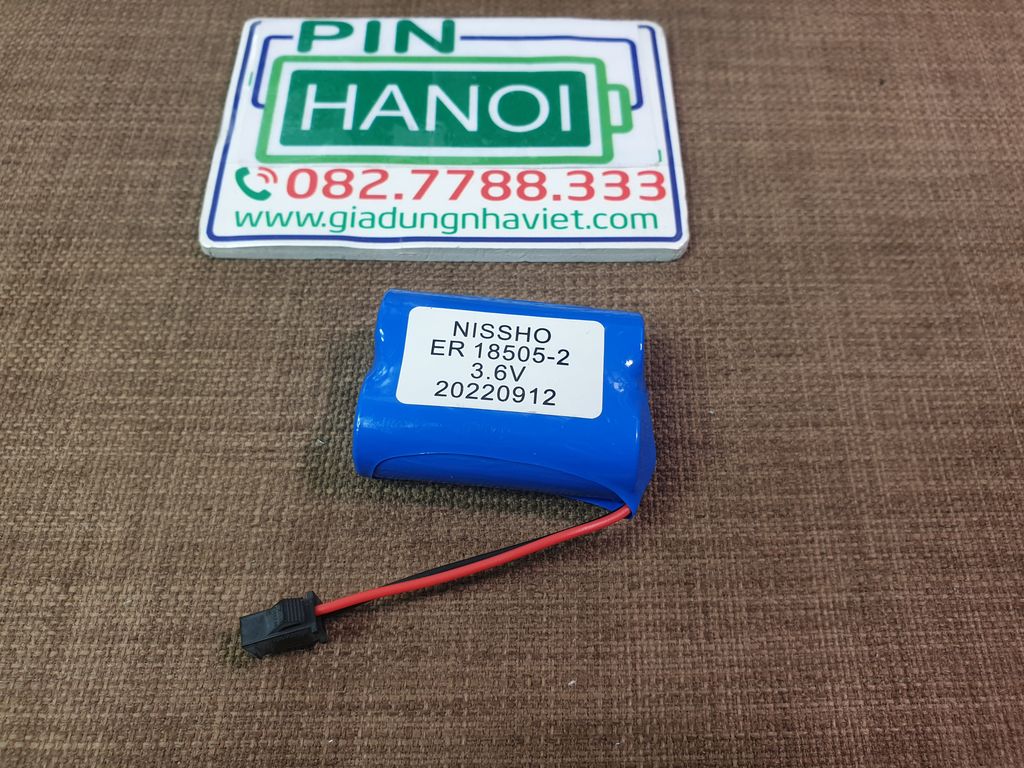 PIN
HANOI
082.7788.333
www.giadungnhaviet.com
NISSHO
ER 18505-2
3.6V
20220912